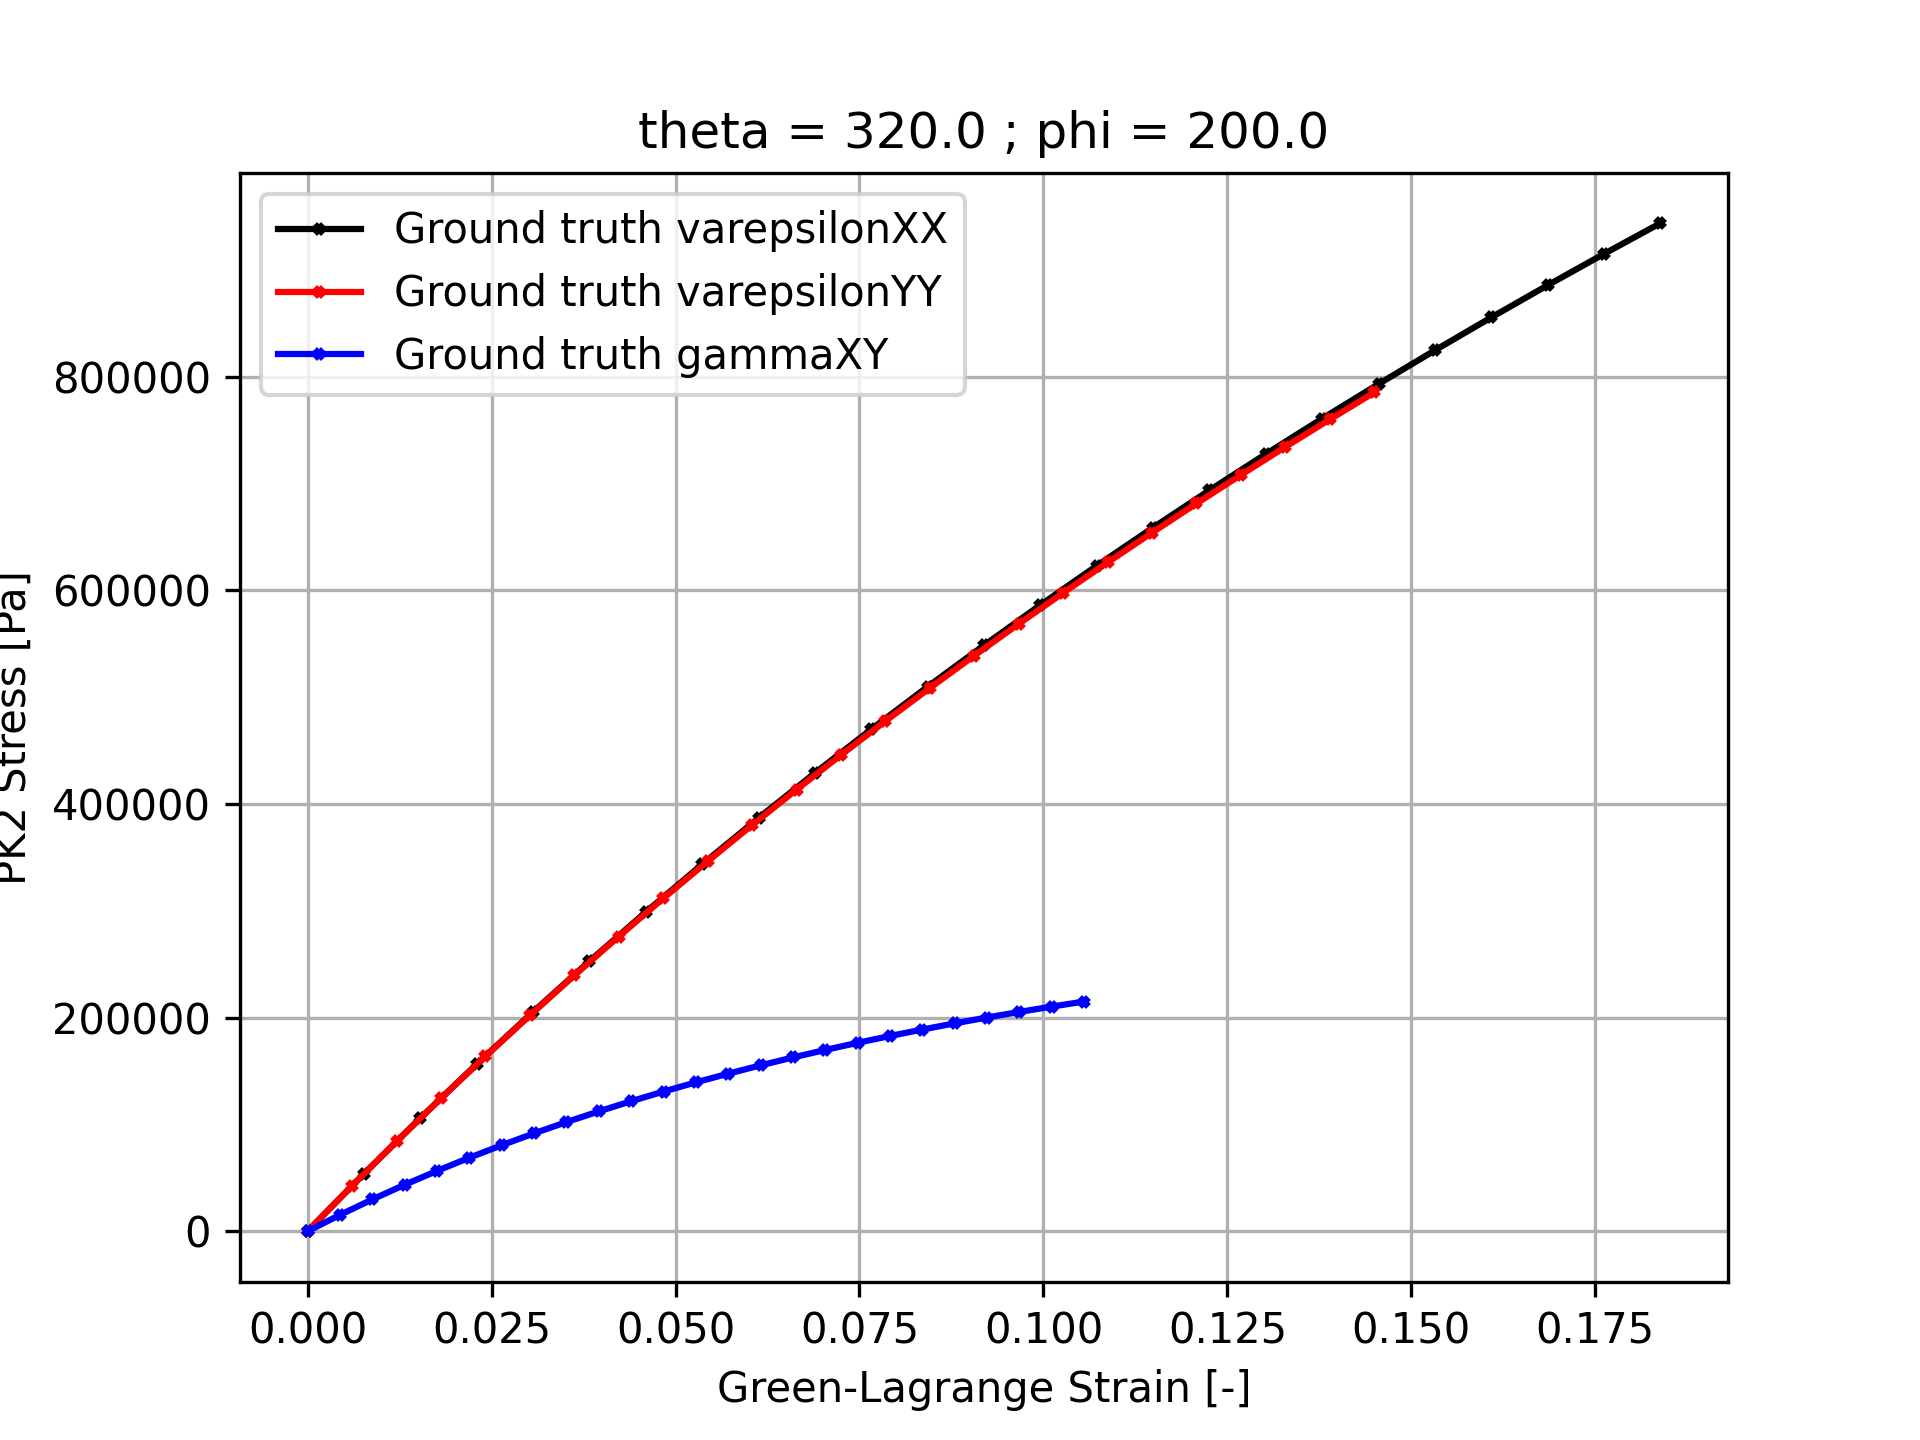 theta = 320.0 ; phi = 200.0
Ground truth varepsilonXX
Ground truth varepsilonYY
Ground truth gammaXY
800000
600000
400000
200000
0
PK2 Stress [Pa]
0.000 0.025 0.050 0.075 0.100 0.125 0.150 0.175
Green-Lagrange Strain [-]